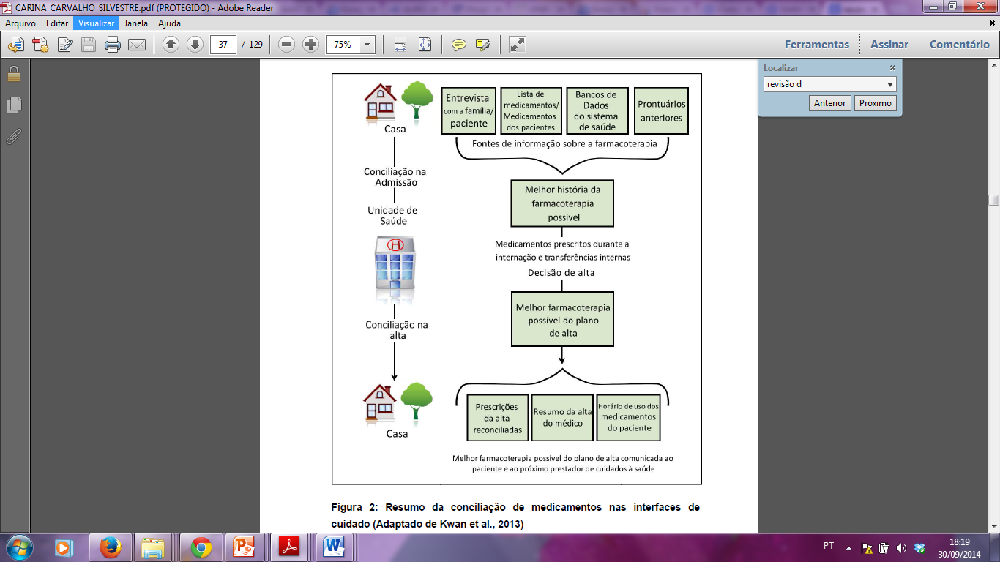 CARINA_CARVALHO_SILVESTRE.pdf (PROTEGIDO) - Adobe Reader
Arquivo Editar Visualizar Janela Ajuda
37 / 129 75% Ferramentas Assinar Comentário
Localizar
revisão d
Anterior Próximo
Casa
Conciliação na
Admissão
Unidade de
Saúde
H
Conciliação na
alta
Casa
Entrevista
com a família/
paciente
Lista de
medicamentos/
Medicamentos
dos pacientes
Bancos de
Dados
do sistema
de saúde
Prontuários
anteriores
Fontes de informação sobre a farmacoterapia
Melhor história da
farmacoterapia
possível
Medicamentos prescritos durante a
internação e transferências internas
Decisão de alta
Melhor farmacoterapia
possível do plano
de alta
Prescrições
da alta
reconciliadas
Resumo da alta
do médico
Horário de uso dos
medicamentos
do paciente
Melhor farmacoterapia possível do plano de alta comunicada ao
paciente e ao próximo prestador de cuidados à saúde
Figura 2: Resumo da conciliação de medicamentos nas interfaces de
cuidado (Adaptado de Kwan et al., 2013)
PT
18:19
30/09/2014